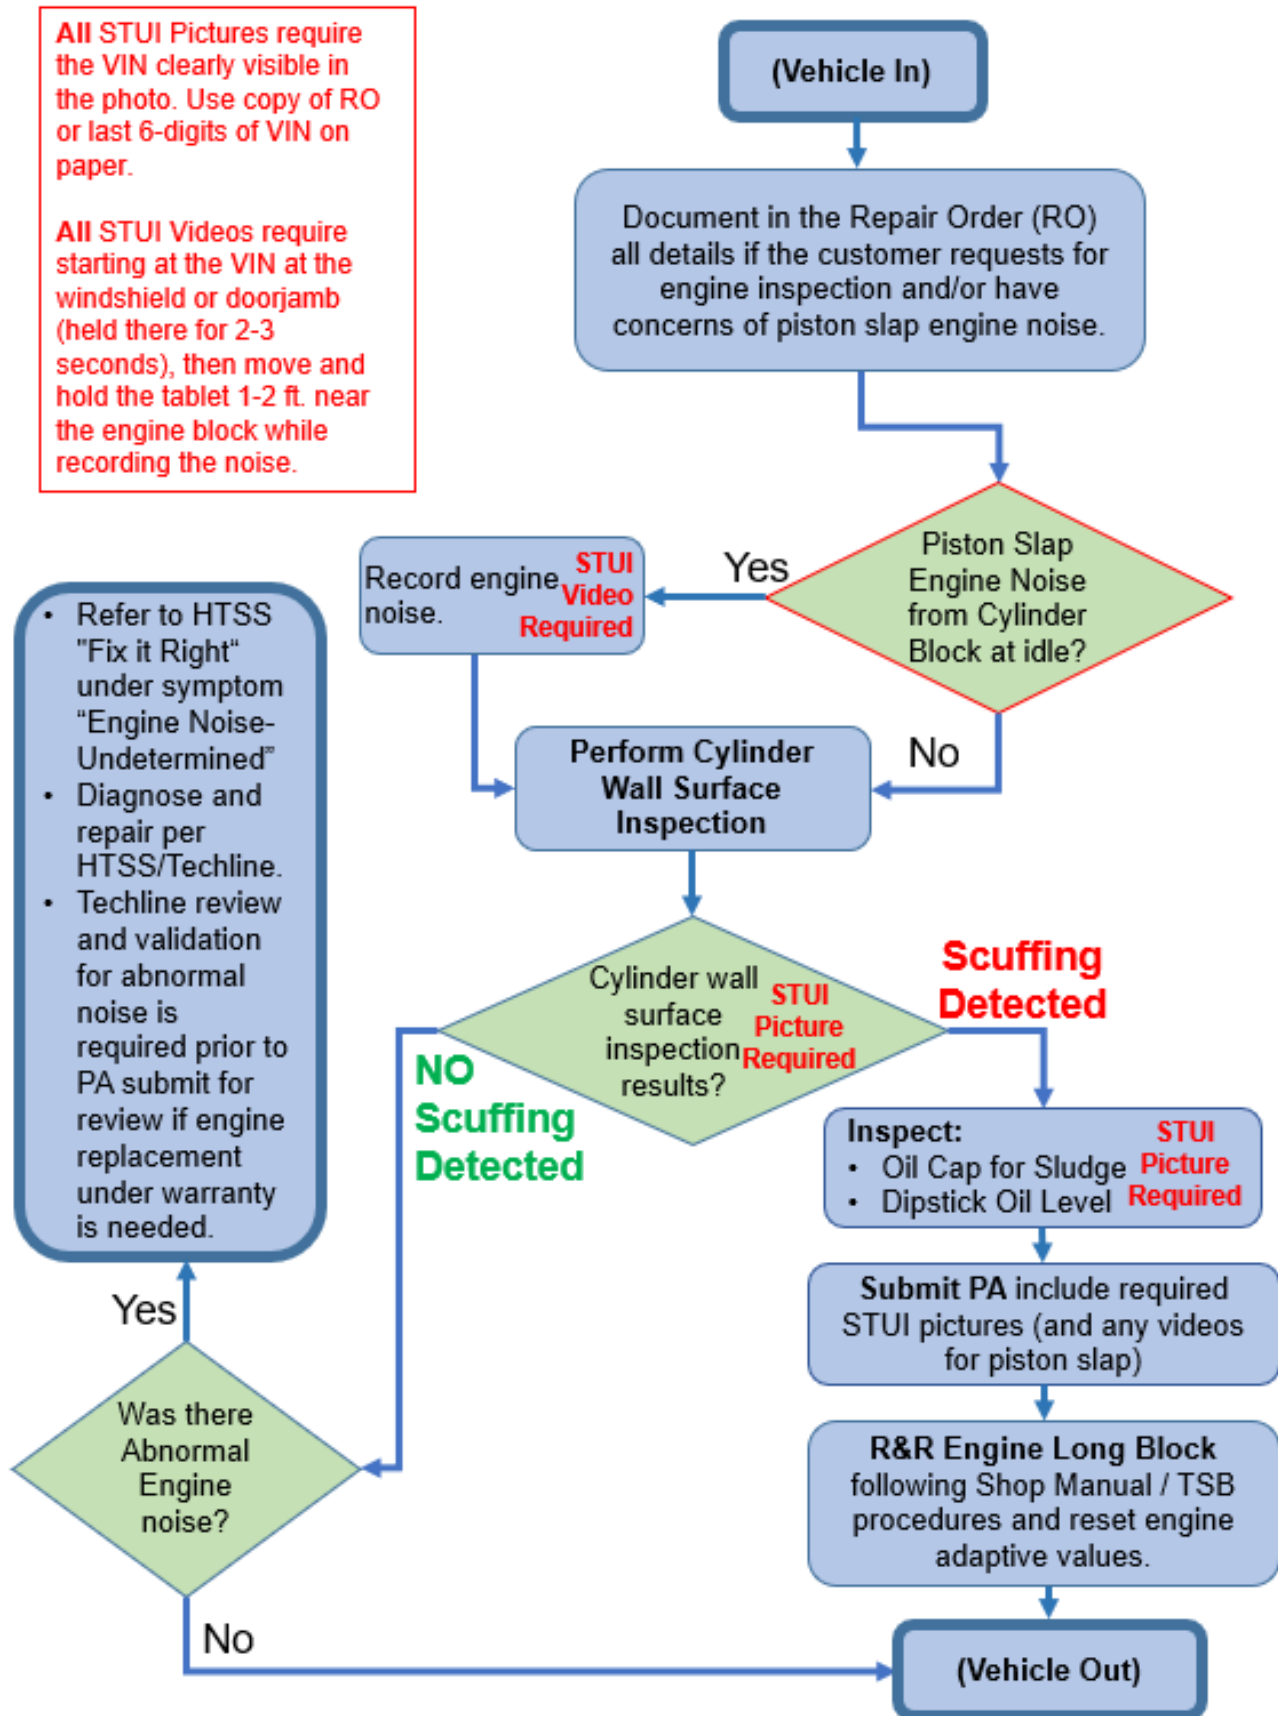 All STUI Pictures require
the VIN clearly visible in
the photo. Use copy of RO
or last 6-digits of VIN on
paper.
All STUI Videos require
starting at the VIN at the
windshield or doorjamb
(held there for 2-3
seconds), then move and
hold the tablet 1-2 ft. near
the engine block while
recording the noise.
(Vehicle In)
Document in the Repair Order (RO)
all details if the customer requests for
engine inspection and/or have
concerns of piston slap engine noise.
Piston Slap
Engine Noise
from Cylinder
Block at idle?
Yes
Record engine
noise.
STUI
Video
Required
No
Perform Cylinder
Wall Surface
Inspection
Cylinder wall
surface
inspection
results?
STUI
Picture
Required
Scuffing
Detected
NO
Scuffing
Detected
Inspect:
• Oil Cap for Sludge
• Dipstick Oil Level
STUI
Picture
Required
Submit PA include required
STUI pictures (and any videos
for piston slap)
R&R Engine Long Block
following Shop Manual / TSB
procedures and reset engine
adaptive values.
(Vehicle Out)
Was there
Abnormal
Engine
noise?
No
Yes
• Refer to HTSS
"Fix it Right“
under symptom
“Engine Noise-
Undetermined”
• Diagnose and
repair per
HTSS/Techline.
• Techline review
and validation
for abnormal
noise is
required prior to
PA submit for
review if engine
replacement
under warranty
is needed.